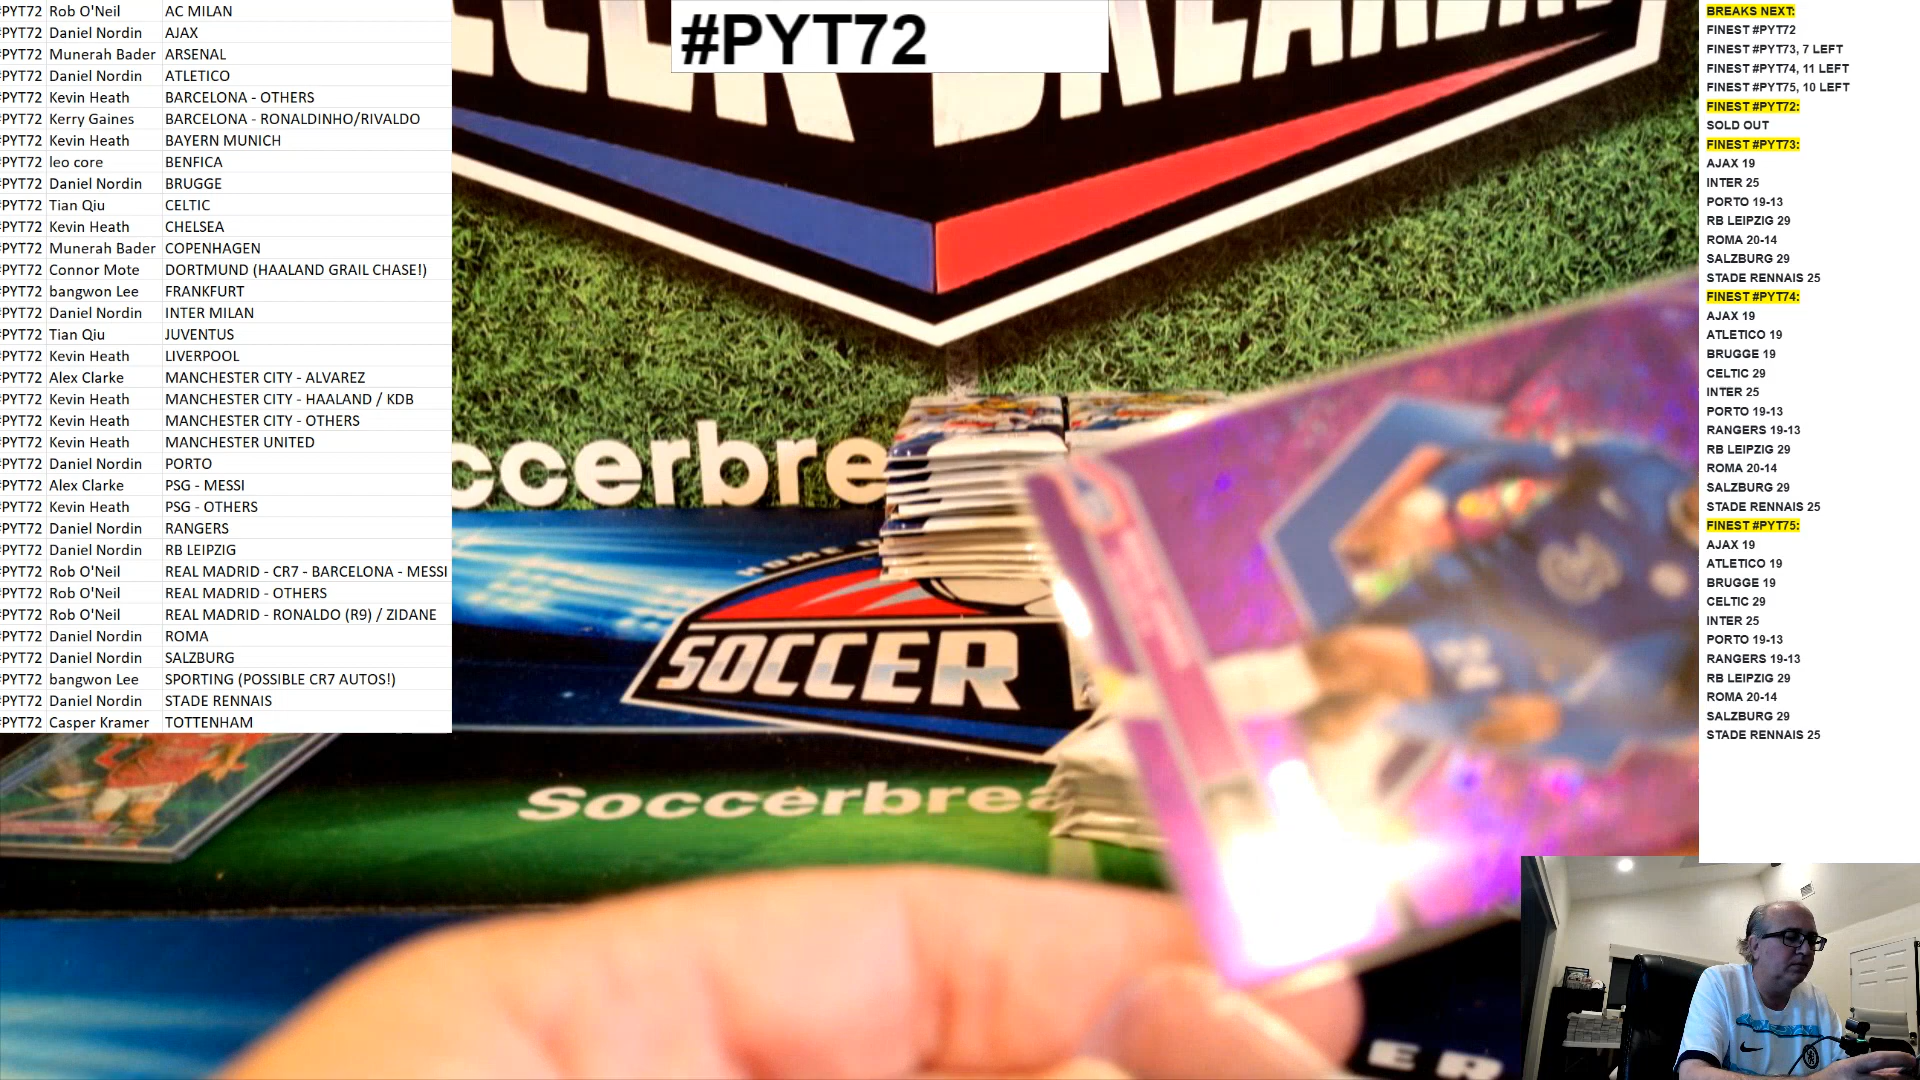 #PYT72 Rob O'Neil AC MILAN
#PYT72 Daniel Nordin AJAX
#PYT72 Munerah Bader ARSENAL
#PYT72 Daniel Nordin ATLETICO
#PYT72 Kevin Heath BARCELONA - OTHERS
#PYT72 Kerry Gaines BARCELONA - RONALDINHO/RIVALDO
#PYT72 Kevin Heath BAYERN MUNICH
#PYT72 leo core BENFICA
#PYT72 Daniel Nordin BRUGGE
#PYT72 Tian Qiu CELTIC
#PYT72 Kevin Heath CHELSEA
#PYT72 Munerah Bader COPENHAGEN
#PYT72 Connor Mote DORTMUND (HAALAND GRAIL CHASE!)
#PYT72 bangwon Lee FRANKFURT
#PYT72 Daniel Nordin INTER MILAN
#PYT72 Tian Qiu JUVENTUS
#PYT72 Kevin Heath LIVERPOOL
#PYT72 Alex Clarke MANCHESTER CITY - ALVAREZ
#PYT72 Kevin Heath MANCHESTER CITY - HAALAND / KDB
#PYT72 Kevin Heath MANCHESTER CITY - OTHERS
#PYT72 Kevin Heath MANCHESTER UNITED
#PYT72 Daniel Nordin PORTO
#PYT72 Alex Clarke PSG - MESSI
#PYT72 Kevin Heath PSG - OTHERS
#PYT72 Daniel Nordin RANGERS
#PYT72 Daniel Nordin RB LEIPZIG
#PYT72 Rob O'Neil REAL MADRID - CR7 - BARCELONA - MESSI
#PYT72 Rob O'Neil REAL MADRID - OTHERS
#PYT72 Rob O'Neil REAL MADRID - RONALDO (R9) / ZIDANE
#PYT72 Daniel Nordin ROMA
#PYT72 Daniel Nordin SALZBURG
#PYT72 bangwon Lee SPORTING (POSSIBLE CR7 AUTOS!)
#PYT72 Daniel Nordin STADE RENNAIS
#PYT72 Casper Kramer TOTTENHAM
#PYT72
ccerbre
HOME
SOCCER
Soccerbrea
ER
BREAKS NEXT:
FINEST #PYT72
FINEST #PYT73, 7 LEFT
FINEST #PYT74, 11 LEFT
FINEST #PYT75, 10 LEFT
FINEST #PYT72:
SOLD OUT
FINEST #PYT73:
AJAX 19
INTER 25
PORTO 19-13
RB LEIPZIG 29
ROMA 20-14
SALZBURG 29
STADE RENNAIS 25
FINEST #PYT74:
AJAX 19
ATLETICO 19
BRUGGE 19
CELTIC 29
INTER 25
PORTO 19-13
RANGERS 19-13
RB LEIPZIG 29
ROMA 20-14
SALZBURG 29
STADE RENNAIS 25
FINEST #PYT75:
AJAX 19
ATLETICO 19
BRUGGE 19
CELTIC 29
INTER 25
PORTO 19-13
RANGERS 19-13
RB LEIPZIG 29
ROMA 20-14
SALZBURG 29
STADE RENNAIS 25